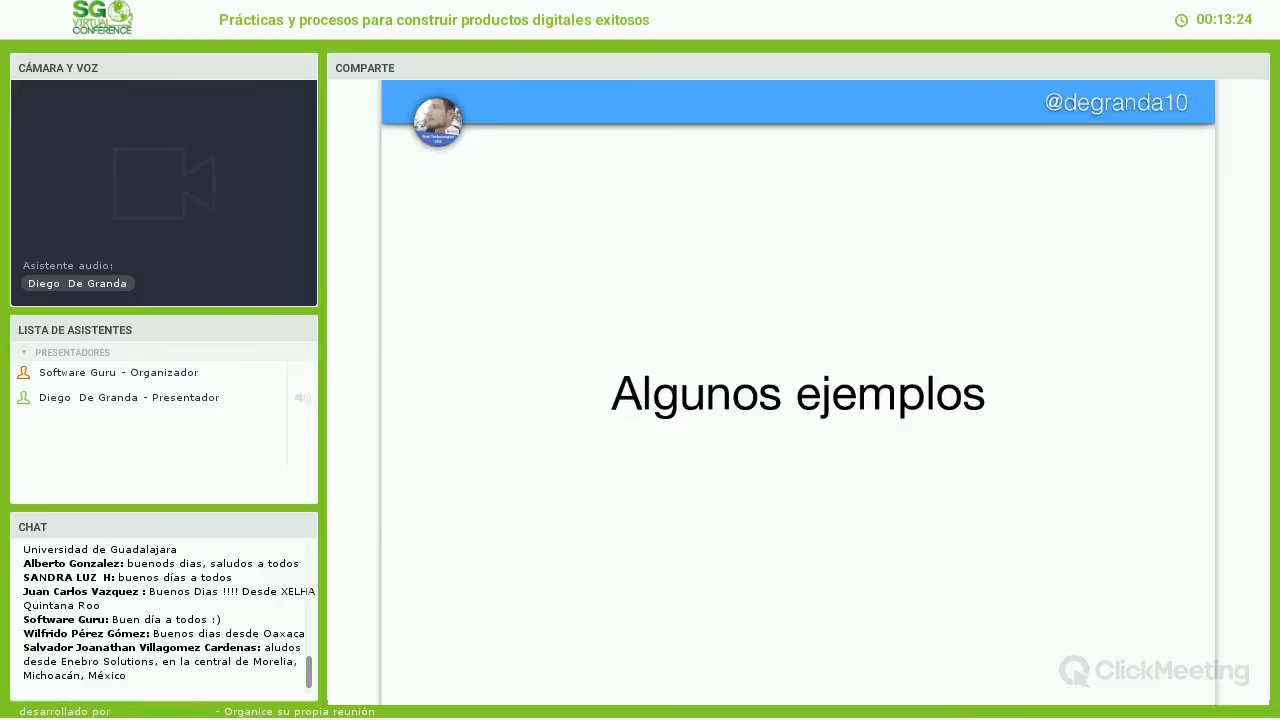 SG
VIRTUAL
CONFERENCE
Prácticas y procesos para construir productos digitales exitosos
00:13:24
CÁMARA Y VOZ
Asistente audio:
Diego De Granda
LISTA DE ASISTENTES
PRESENTADORES
Software Guru - Organizador
Diego De Granda - Presentador
CHAT
Universidad de Guadalajara
Alberto Gonzalez: buenods dias, saludos a todos
SANDRA LUZ H: buenos días a todos
Juan Carlos Vazquez : Buenos Dias !!!! Desde XELHA
Quintana Roo
Software Guru: Buen día a todos :)
Wilfrido Pérez Gómez: Buenos dias desde Oaxaca
Salvador Joanathan Villagomez Cardenas: aludos
desde Enebro Solutions, en la central de Morelia,
Michoacán, México
desarrollado por - Organice su propia reunión
COMPARTE
@degranda10
Algunos ejemplos
ClickMeeting